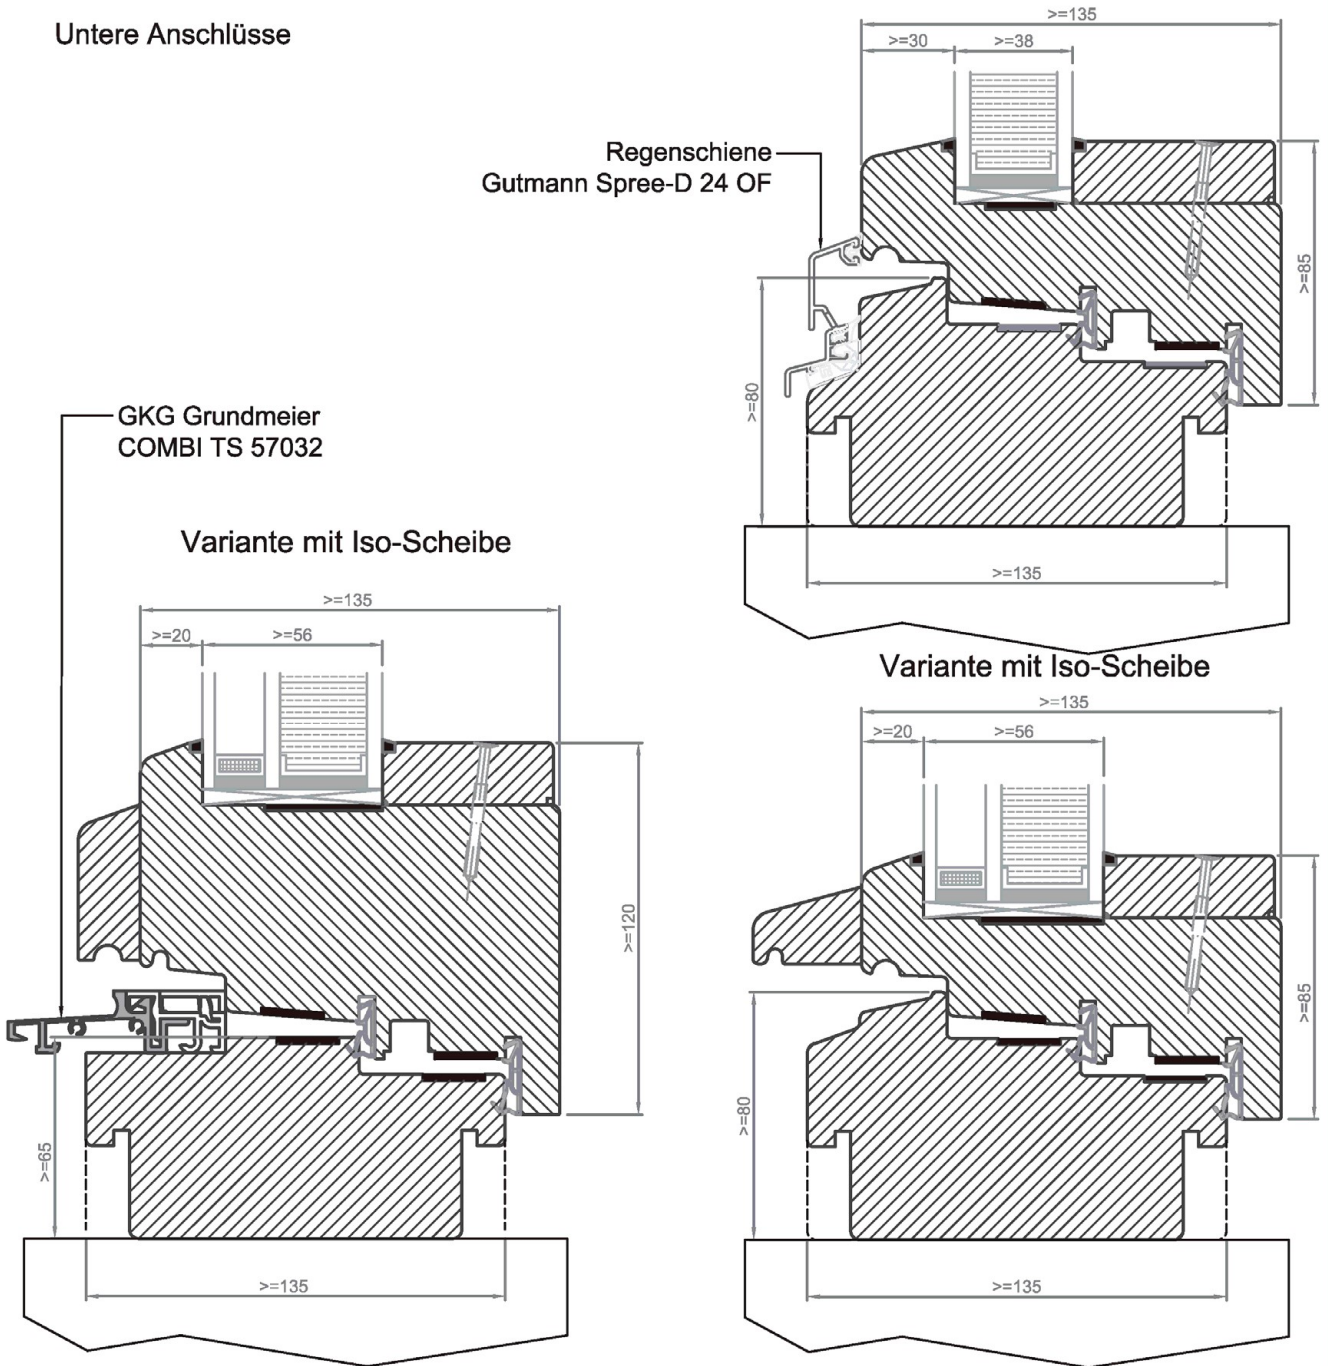 Untere Anschlüsse
>=135
>=30
>=38
Regenschiene
Gutmann Spree-D 24 OF
>=85
>=80
>=135
GKG Grundmeier
COMBI TS 57032
Variante mit Iso-Scheibe
>=135
>=20
>=56
>=120
>=65
>=135
Variante mit Iso-Scheibe
>=135
>=20
>=56
>=85
>=80
>=135